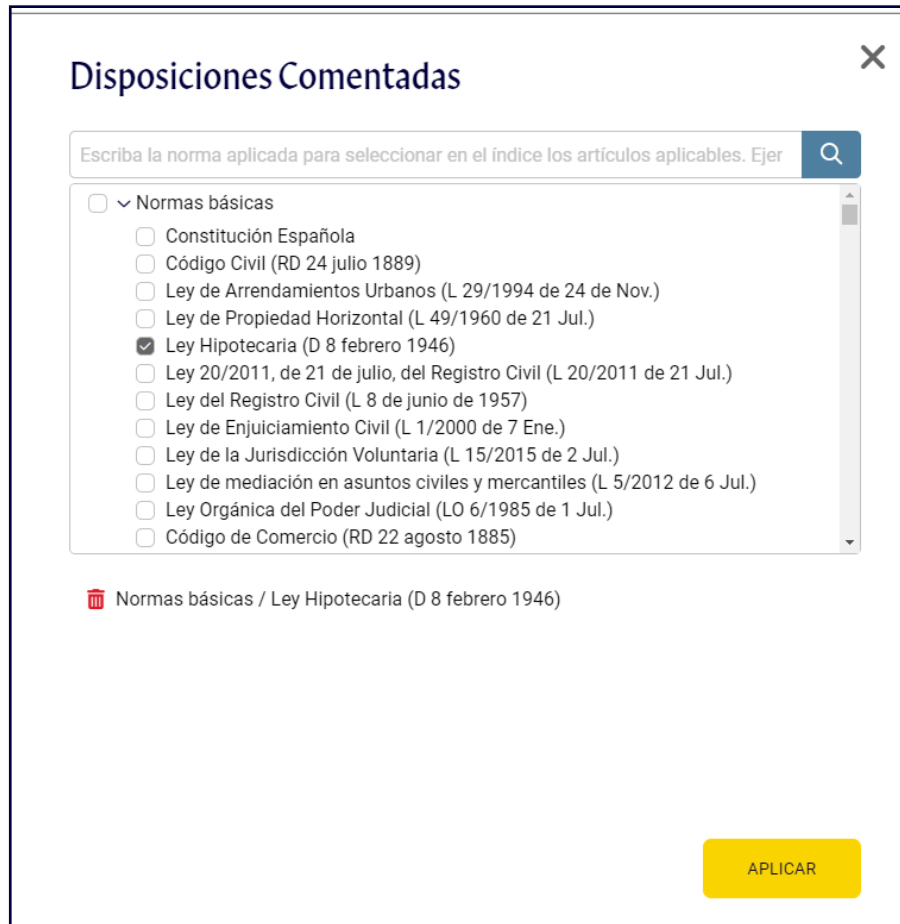 Disposiciones Comentadas
Escriba la norma aplicada para seleccionar en el índice los artículos aplicables. Ejer
Normas básicas
Constitución Española
Código Civil (RD 24 julio 1889)
Ley de Arrendamientos Urbanos (L 29/1994 de 24 de Nov.)
Ley de Propiedad Horizontal (L 49/1960 de 21 Jul.)
Ley Hipotecaria (D 8 febrero 1946)
Ley 20/2011, de 21 de julio, del Registro Civil (L 20/2011 de 21 Jul.)
Ley del Registro Civil (L 8 de junio de 1957)
Ley de Enjuiciamiento Civil (L 1/2000 de 7 Ene.)
Ley de la Jurisdicción Voluntaria (L 15/2015 de 2 Jul.)
Ley de mediación en asuntos civiles y mercantiles (L 5/2012 de 6 Jul.)
Ley Orgánica del Poder Judicial (LO 6/1985 de 1 Jul.)
Código de Comercio (RD 22 agosto 1885)
Normas básicas / Ley Hipotecaria (D 8 febrero 1946)
APLICAR